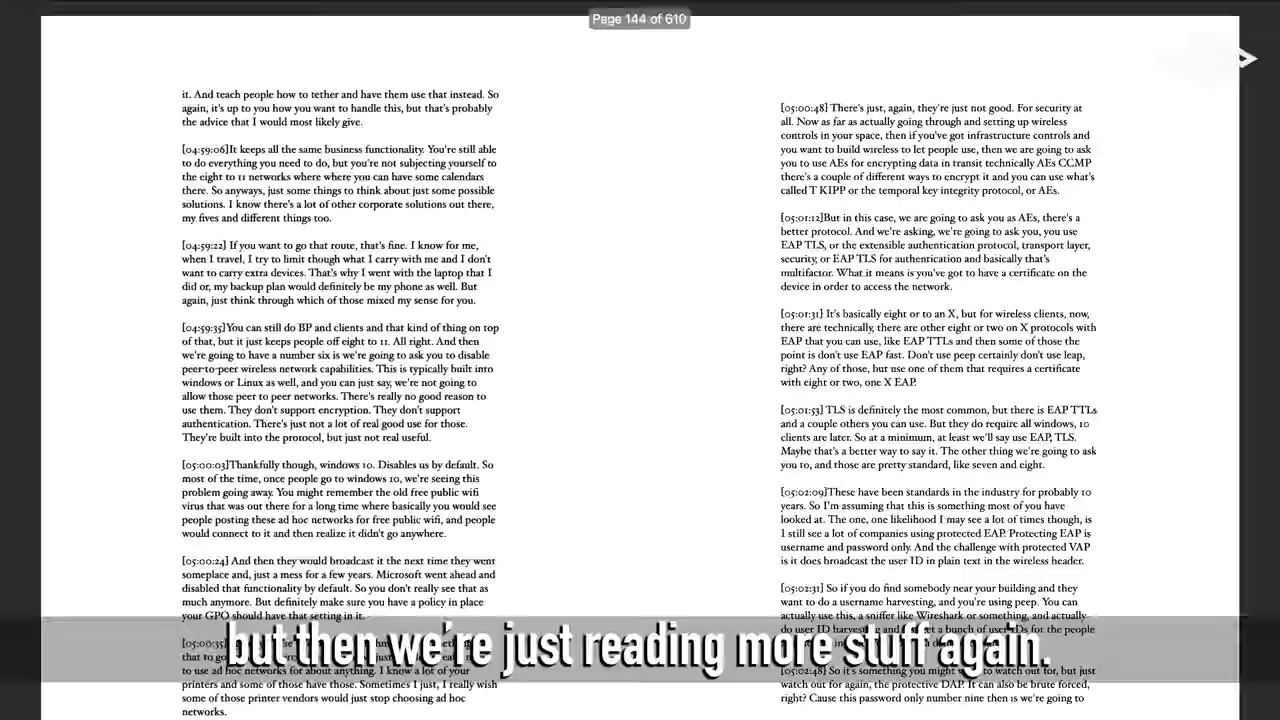 Page 144 of 610
it. And teach people how to tether and have them use that instead. So
again, it's up to you how you want to handle this, but that's probably
the advice that I would most likely give.
[04:59:06]It keeps all the same business functionality. You're still able
to do everything you need to do, but you're not subjecting yourself to
the eight to 11 networks where where you can have some calendars
there. So anyways, just some things to think about just some possible
solutions. I know there's a lot of other corporate solutions out there,
my fives and different things too.
[04:59:22] If you want to go that route, that's fine. I know for me,
when I travel, I try to limit though what I carry with me and I don't
want to carry extra devices. That's why I went with the laptop that I
did or, my backup plan would definitely be my phone as well. But
again, just think through which of those mixed my sense for you.
[04:59:35]You can still do BP and clients and that kind of thing on top
of that, but it just keeps people off eight to 11. All right. And then
we're going to have a number six is we're going to ask you to disable
peer-to-peer wireless network capabilities. This is typically built into
windows or Linux as well, and you can just say, we're not going to
allow those peer to peer networks. There's really no good reason to
use them. They don't support encryption. They don't support
authentication. There's just not a lot of real good use for those.
They're built into the protocol, but just not real useful.
[05:00:03]Thankfully though, windows 10. Disables us by default. So
most of the time, once people go to windows 10, we're seeing this
problem going away. You might remember the old free public wifi
virus that was out there for a long time where basically you would see
people posting these ad hoc networks for free public wifi, and people
would connect to it and then realize it didn't go anywhere.
[05:00:24] And then they would broadcast it the next time they went
someplace and, just a mess for a few years. Microsoft went ahead and
disabled that functionality by default. So you don't really see that as
much anymore. But definitely make sure you have a policy in place
your GPO should have that setting in it.
[05:00:35]
that to go
to use ad hoc networks for about anything. I know a lot of your
printers and some of those have those. Sometimes I just, I really wish
some of those printer vendors would just stop choosing ad hoc
networks.
[05:00:48] There's just, again, they're just not good. For security at
all. Now as far as actually going through and setting up wireless
controls in your space, then if you've got infrastructure controls and
you want to build wireless to let people use, then we are going to ask
you to use AEs for encrypting data in transit technically AEs CCMP
there's a couple of different ways to encrypt it and you can use what's
called T KIPP or the temporal key integrity protocol, or AEs.
[05:01:12]But in this case, we are going to ask you as AEs, there's a
better protocol. And we're asking, we're going to ask you, you use
EAP TLS, or the extensible authentication protocol, transport layer,
security, or EAP TLS for authentication and basically that's
multifactor. What it means is you've got to have a certificate on the
device in order to access the network.
[05:01:31] It's basically eight or to an X, but for wireless clients, now,
there are technically, there are other eight or two on X protocols with
EAP that you can use, like EAP TTLs and then some of those the
point is don't use EAP fast. Don't use peep certainly don't use leap,
right? Any of those, but use one of them that requires a certificate
with eight or two, one X EAP.
[05:01:53] TLS is definitely the most common, but there is EAP TTLs
and a couple others you can use. But they do require all windows, 10
clients are later. So at a minimum, at least we'll say use EAP, TLS.
Maybe that's a better way to say it. The other thing we're going to ask
you to, and those are pretty standard, like seven and eight.
[05:02:09]These have been standards in the industry for probably 10
years. So I'm assuming that this is something most of you have
looked at. The one, one likelihood I may see a lot of times though, is
I still see a lot of companies using protected EAP. Protecting EAP is
username and password only. And the challenge with protected VAP
is it does broadcast the user ID in plain text in the wireless header.
[05:02:31] So if you do find somebody near your building and they
want to do a username harvesting, and you're using peep. You can
actually use this, a sniffer like Wireshark or something, and actually
do user ID harvesting and get a bunch of user IDs for the people
[05:02:48] So it's something you might to watch out for, but just
watch out for again, the protective DAP. It can also be brute forced,
right? Cause this password only number nine then is we're going to
but then we're just reading more stuff again.